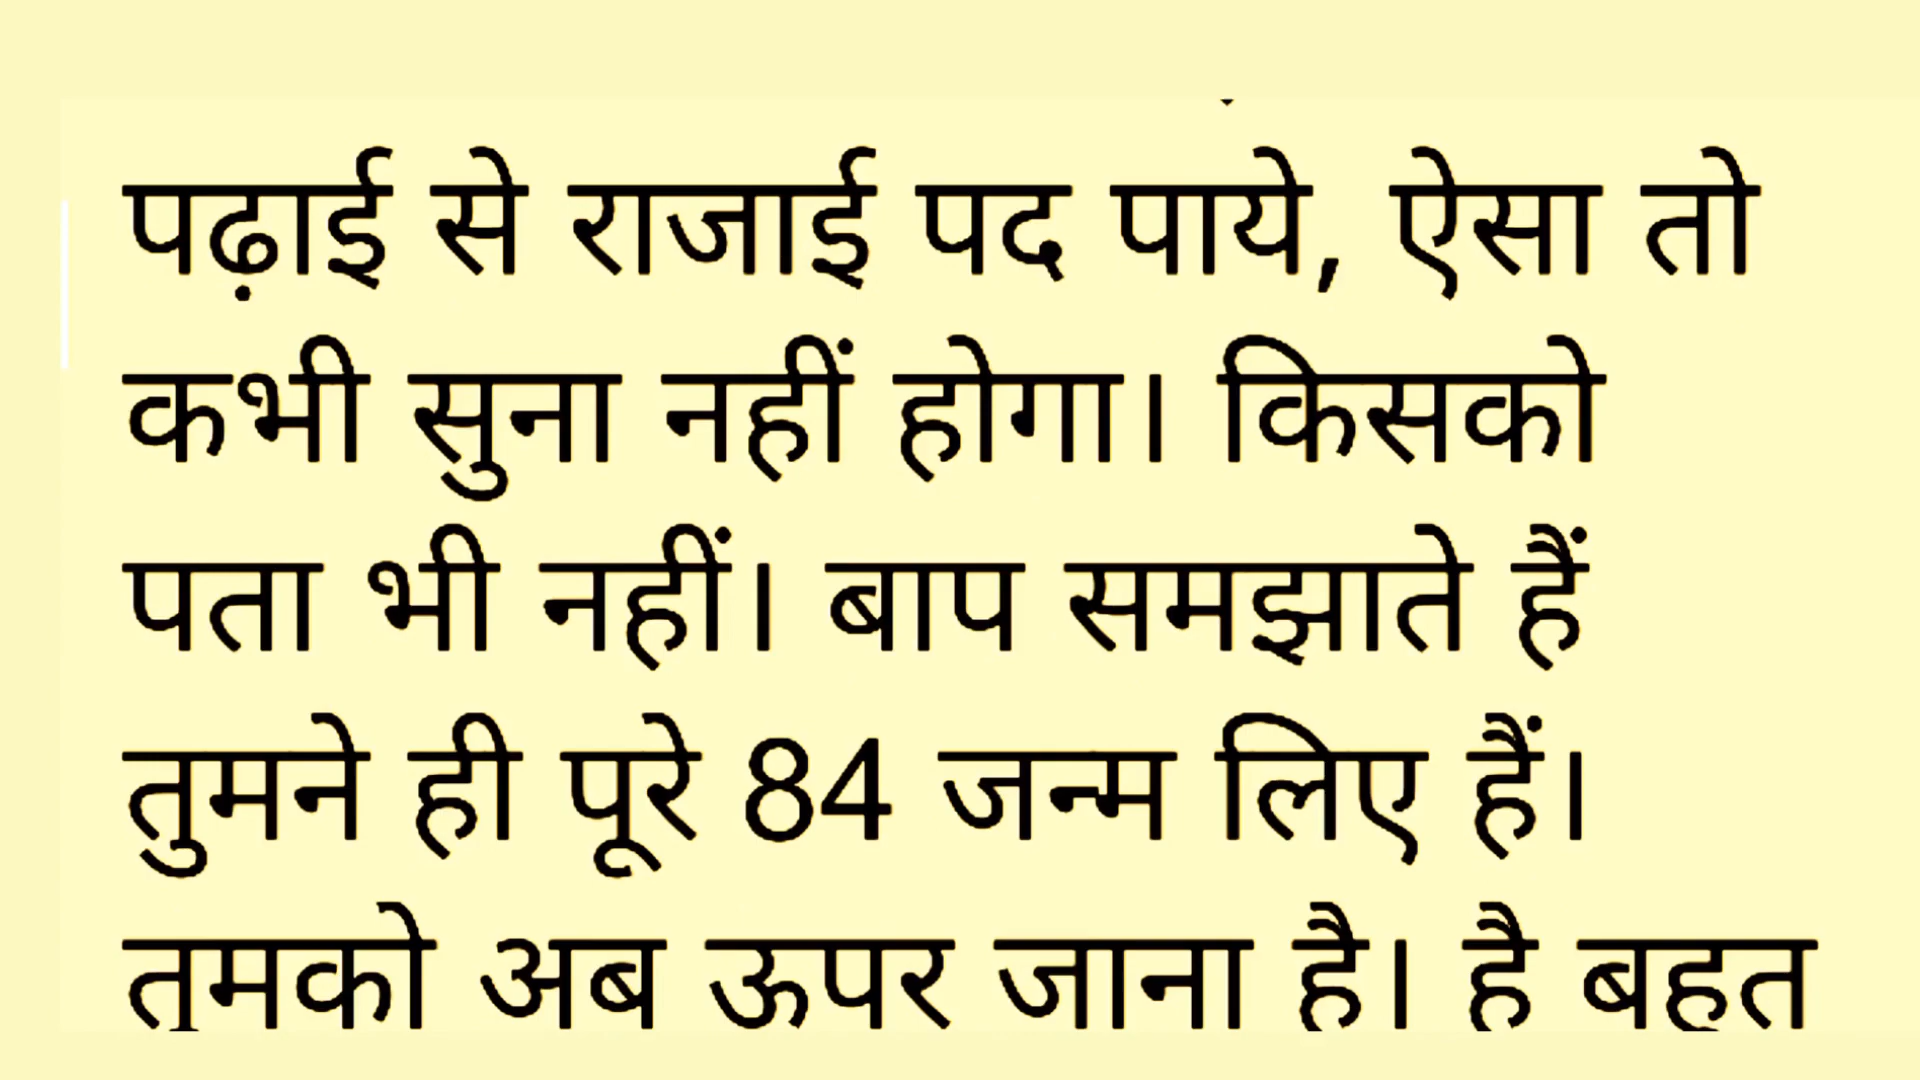 पढ़ाई से राजाई पद पाये, ऐसा तो
कभी सुना नहीं होगा। किसको
पता भी नहीं। बाप समझाते हैं
तुमने ही पूरे 84 जन्म लिए हैं।
तुमको अब ऊपर जाना है। है बहुत